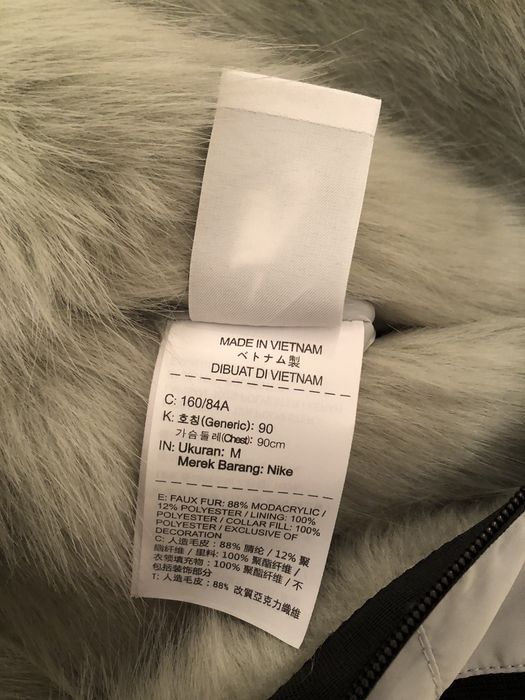 MADE IN VIETNAM
ベトナム製
DIBUAT DI VIETNAM
C: 160/84A
K: 호칭(Generic): 90
가슴둘레(Chest): 90cm
IN: Ukuran: M
Merek Barang: Nike
E: FAUX FUR: 88% MODACRYLIC /
12% POLYESTER / LINING: 100%
POLYESTER / COLLAR FILL: 100%
POLYESTER / EXCLUSIVE OF
DECORATION
C: 人造毛皮：88% 腈纶 / 12% 聚
酯纤维 / 里料：100% 聚酯纤维 /
衣领填充物：100% 聚酯纤维 / 不
包括装饰部分
T: 人造毛皮：88% 改質亞克力纖維